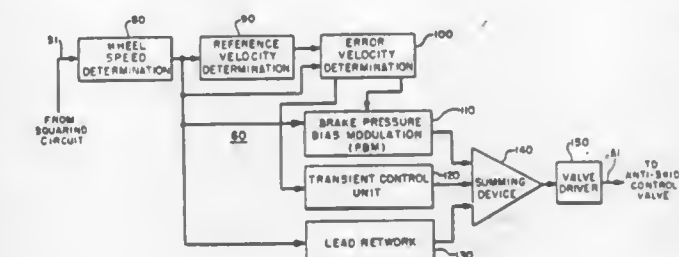 51
80
WHEEL
SPEED
DETERMINATION
FROM
SQUARING
CIRCUIT
90
REFERENCE
VELOCITY
DETERMINATION
100
ERROR
VELOCITY
DETERMINATION
110
BRAKE PRESSURE
BIAS MODULATION
(PBM)
60
120
TRANSIENT CONTROL
UNIT
130
LEAD NETWORK
140
SUMMING
DEVICE
150
VALVE
DRIVER
61
TO
ANTI-SKID
CONTROL
VALVE